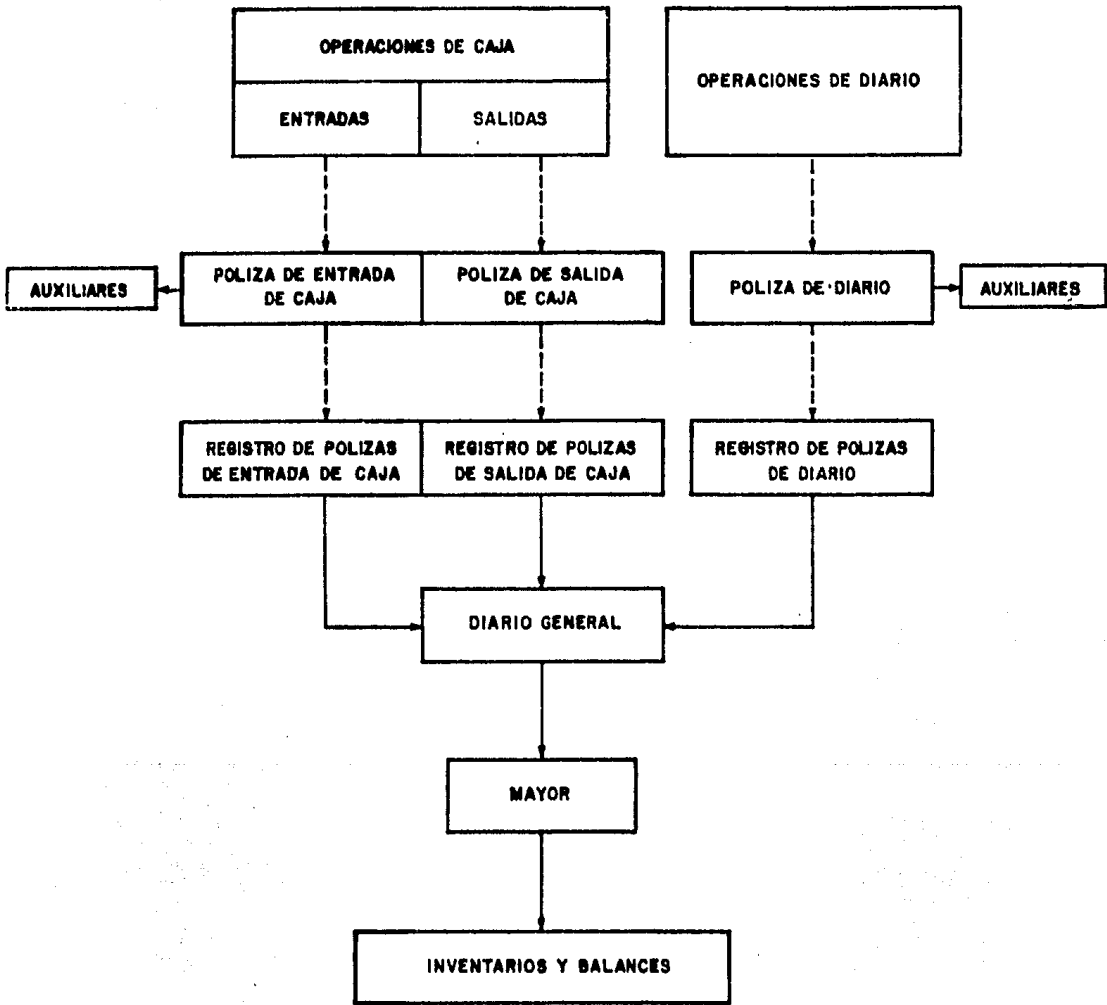 OPERACIONES DE CAJA
ENTRADAS
SALIDAS
OPERACIONES DE DIARIO
AUXILIARES
POLIZA DE ENTRADA
DE CAJA
POLIZA DE SALIDA
DE CAJA
POLIZA DE DIARIO
AUXILIARES
REGISTRO DE POLIZAS
DE ENTRADA DE CAJA
REGISTRO DE POLIZAS
DE SALIDA DE CAJA
REGISTRO DE POLIZAS
DE DIARIO
DIARIO GENERAL
MAYOR
INVENTARIOS Y BALANCES